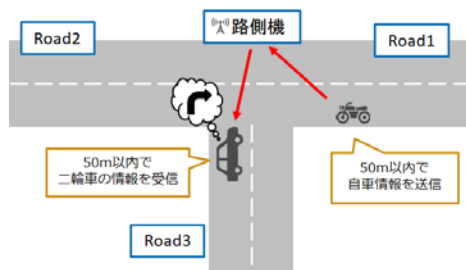 Road2
路側機
Road1
50m以内で
二輪車の情報を受信
50m以内で
自車情報を送信
Road3